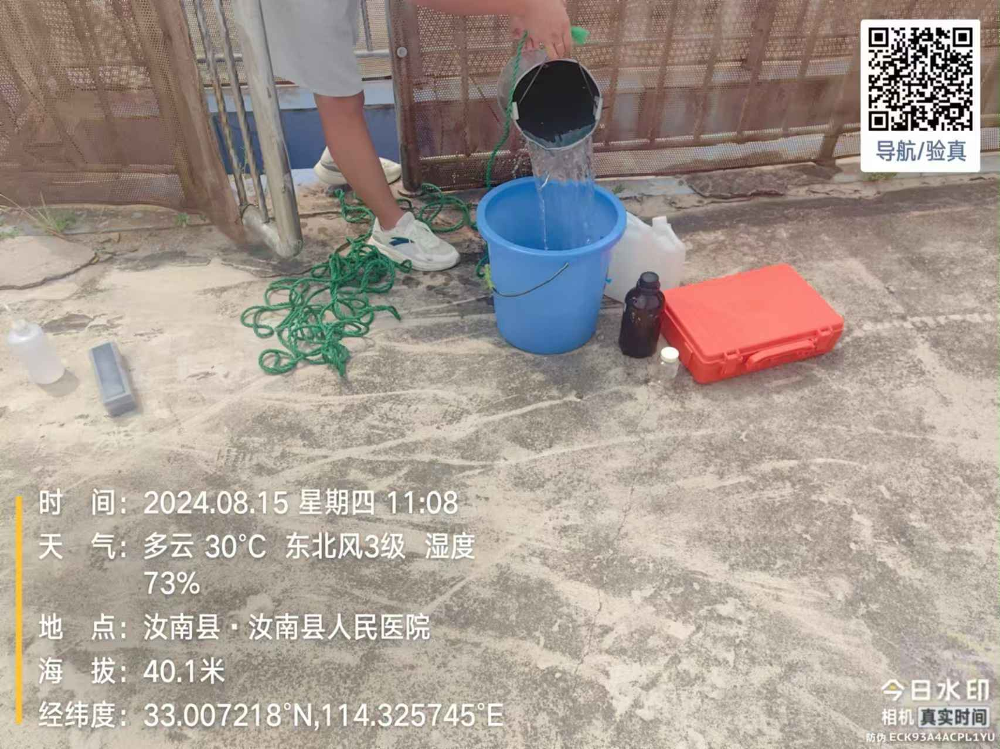 导航/验真
时 间：2024.08.15 星期四 11:08
天 气：多云 30℃ 东北风3级 湿度
73%
地 点：汝南县·汝南县人民医院
海 拔：40.1米
经纬度：33.007218°N,114.325745°E
今日水印
相机 真实时间
防伪 ECK93A4ACPL1YU